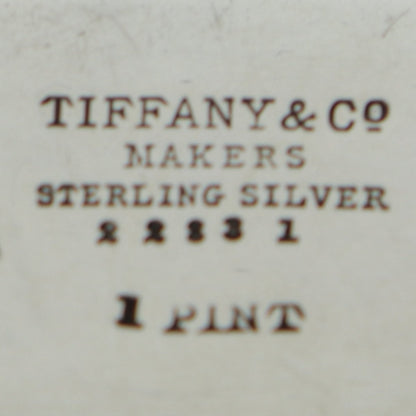 TIFFANY & Cº
MAKERS
STERLING SILVER
22231
1 PINT